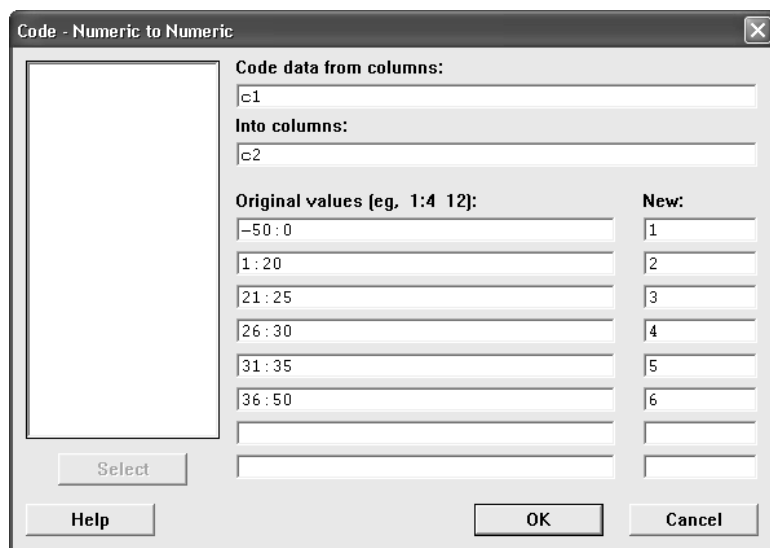 Code - Numeric to Numeric
Code data from columns:
c1
Into columns:
c2
Original values (eg, 1:4 12): New:
-50:0 1
1:20 2
21:25 3
26:30 4
31:35 5
36:50 6
Select
Help OK Cancel